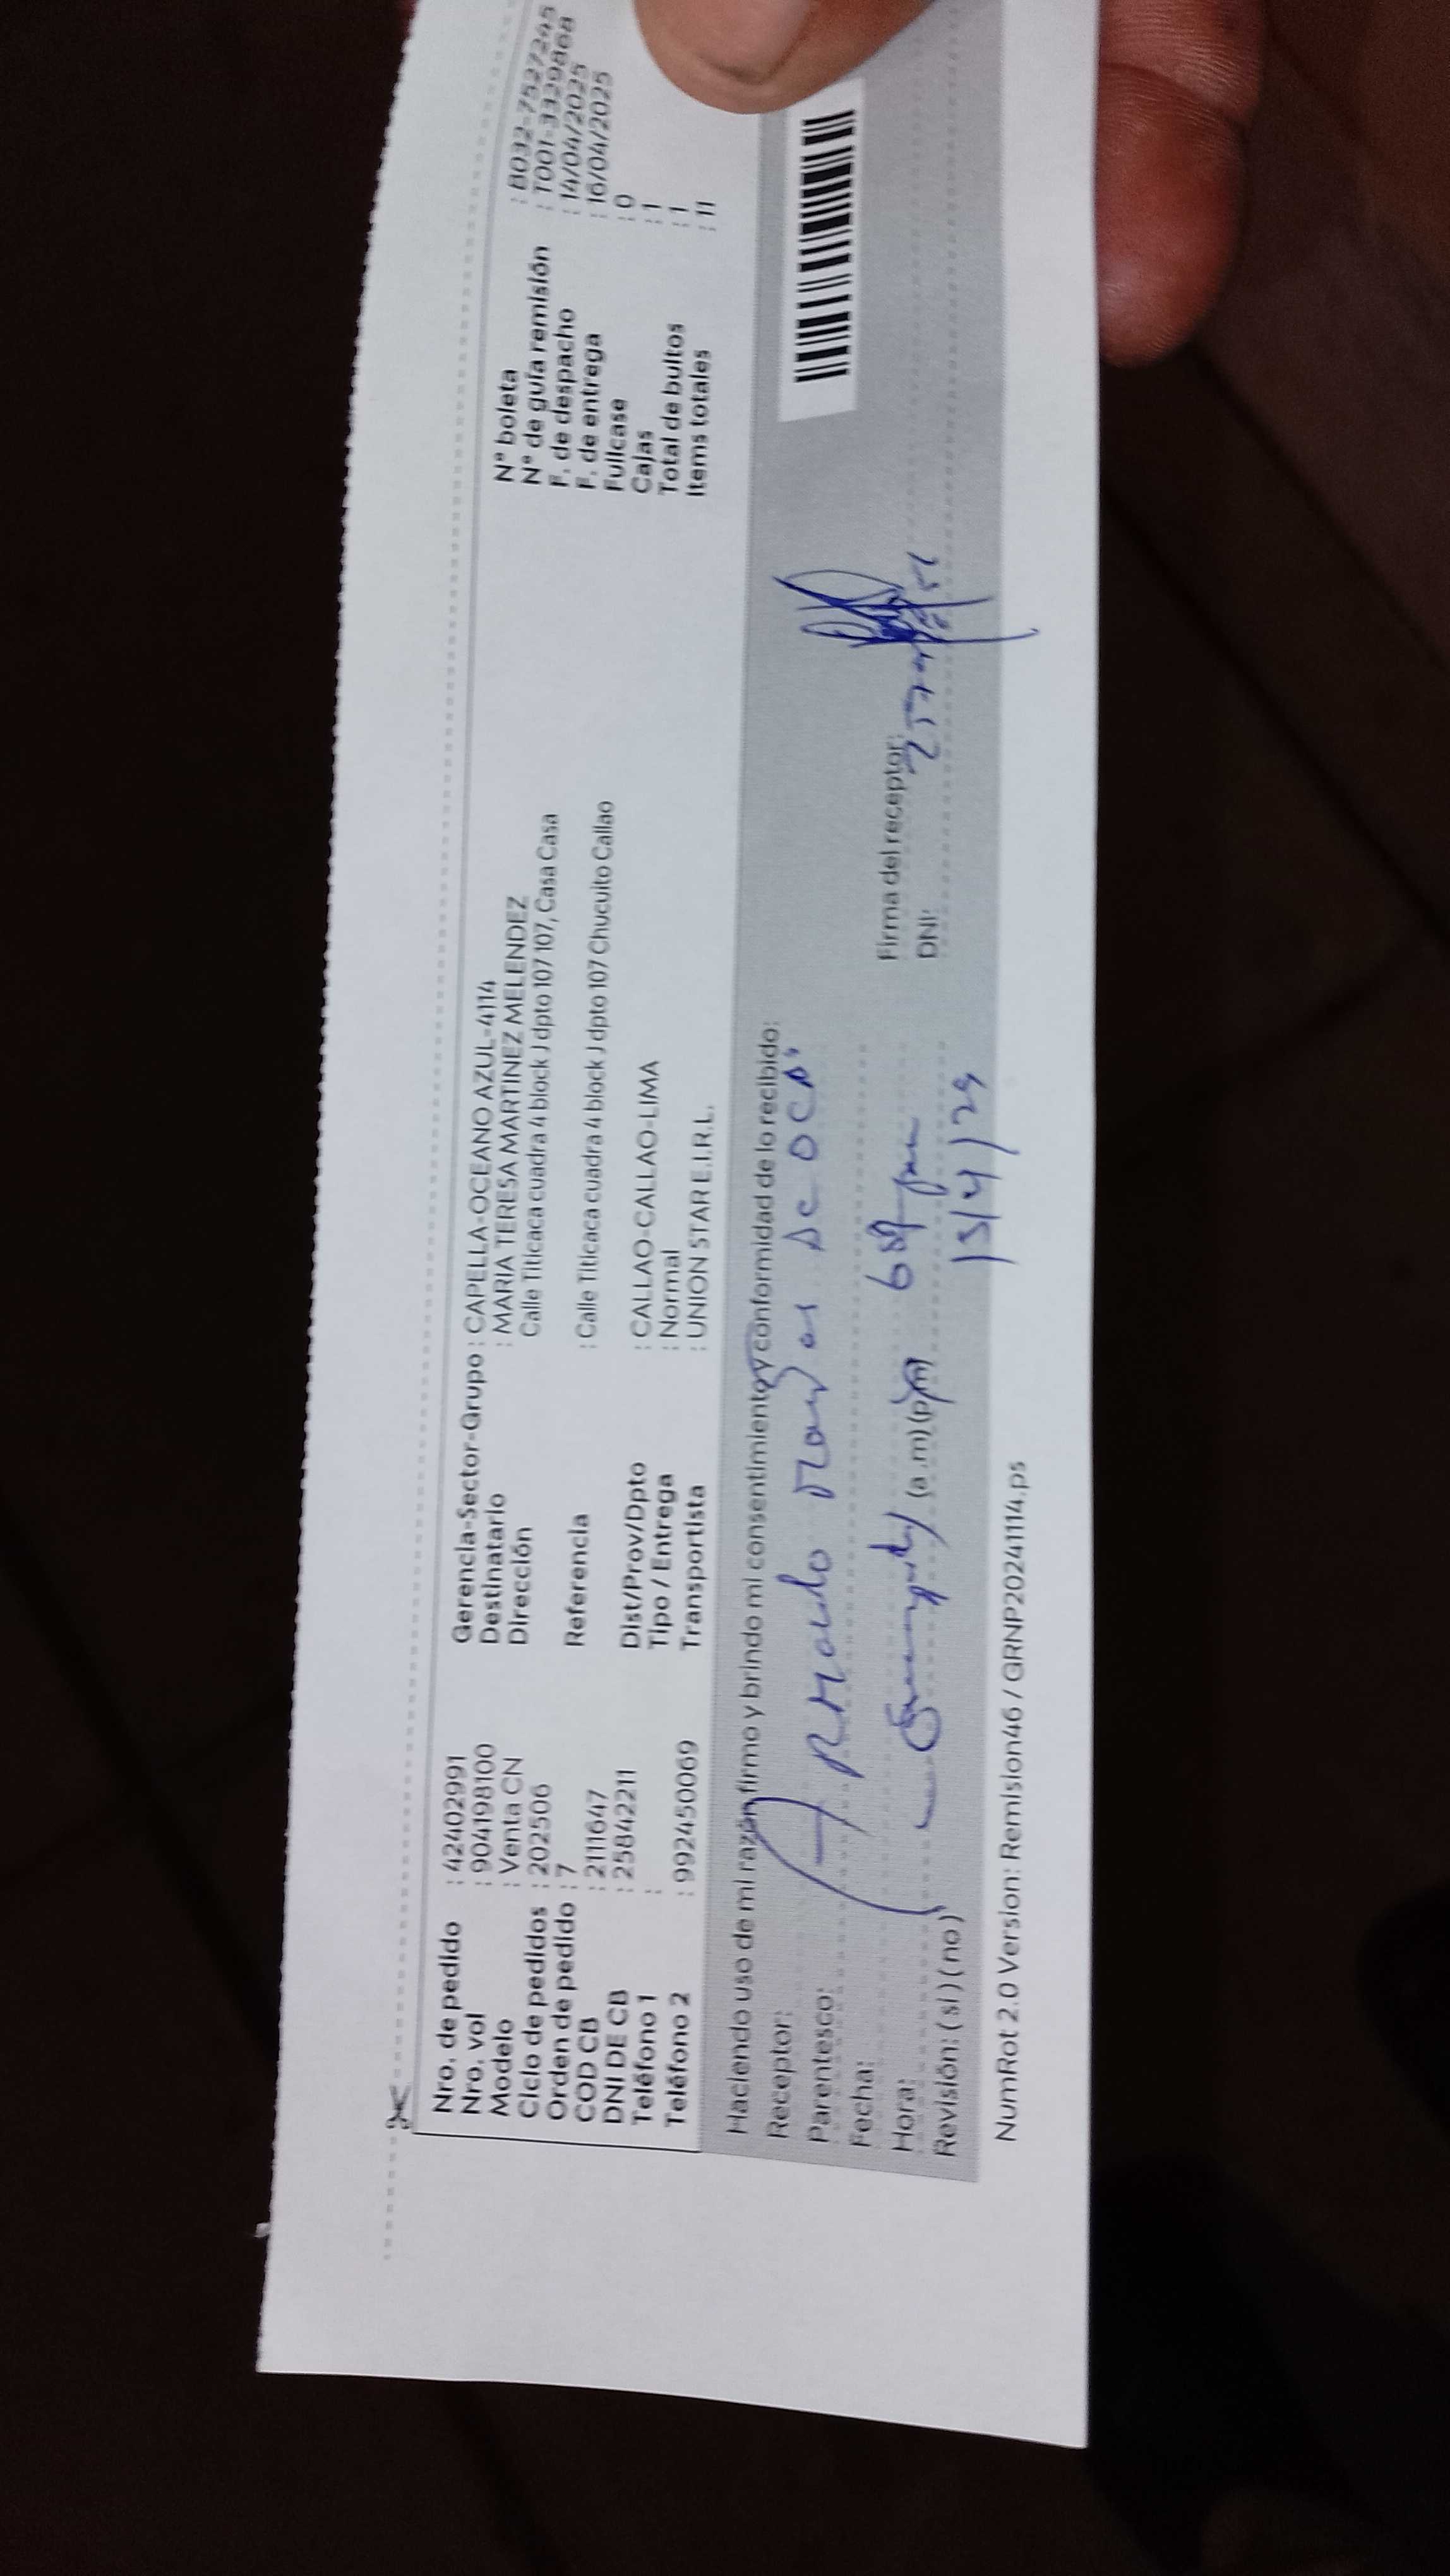 Nro. de pedido : 42402991
Nro. vol : 904198100
Modelo : Venta CN
Ciclo de pedidos : 202506
Orden de pedido : 7
COD CB : 2111647
DNI DE CB : 25842211
Teléfono 1 :
Teléfono 2 : 992450069
Gerencia-Sector-Grupo : CAPELLA-OCEANO AZUL-4114
Destinatario : MARIA TERESA MARTINEZ MELENDEZ
Dirección Calle Titicaca cuadra 4 block J dpto 107 107, Casa Casa
Referencia : Calle Titicaca cuadra 4 block J dpto 107 Chucuito Callao
Dist/Prov/Dpto : CALLAO-CALLAO-LIMA
Tipo / Entrega : Normal
Transportista : UNION STAR E.I.R.L.
N° boleta : B032-7527245
N° de guía remisión : T001-3329868
F. de despacho : 14/04/2025
F. de entrega : 16/04/2025
Fullcase : 0
Cajas : 1
Total de bultos : 1
Items totales : 11
Haciendo uso de mi razón firmo y brindo mi consentimiento y conformidad de lo recibido:
Receptor:
Parentesco:
Fecha:
Hora: (a.m) (p.m)
Revisión: (si) (no)
Firma del receptor:
DNI:
15/4/25
NumRot 2.0 Version: Remision46 / GRNP20241114.ps